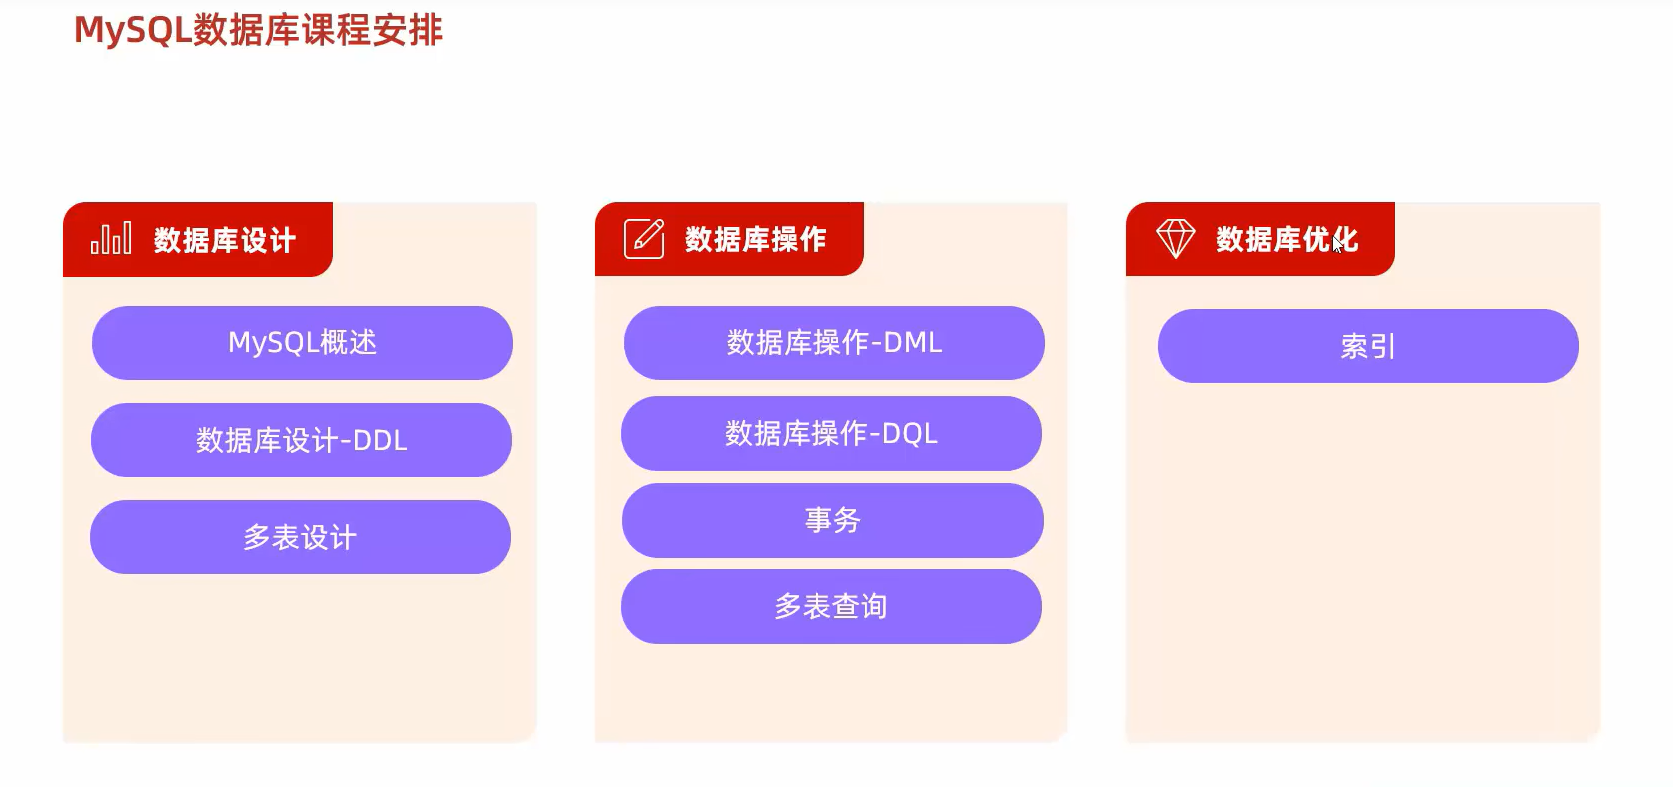 MySQL数据库课程安排
数据库设计
MySQL概述
数据库设计-DDL
多表设计
数据库操作
数据库操作-DML
数据库操作-DQL
事务
多表查询
数据库优化
索引